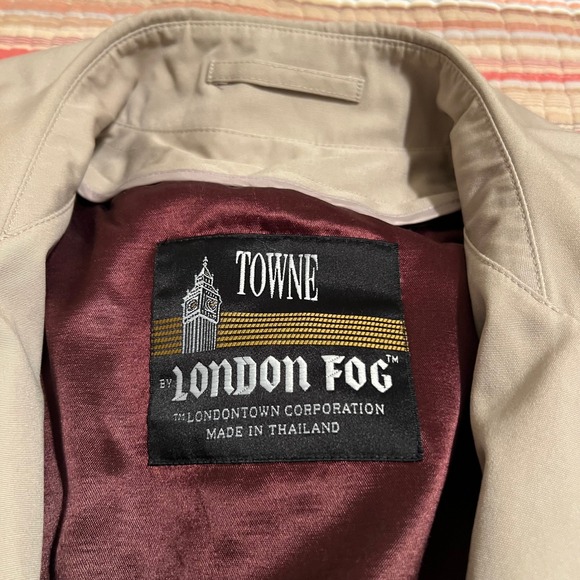 TOWNE
BY LONDON FOG™
™ LONDONTOWN CORPORATION
MADE IN THAILAND